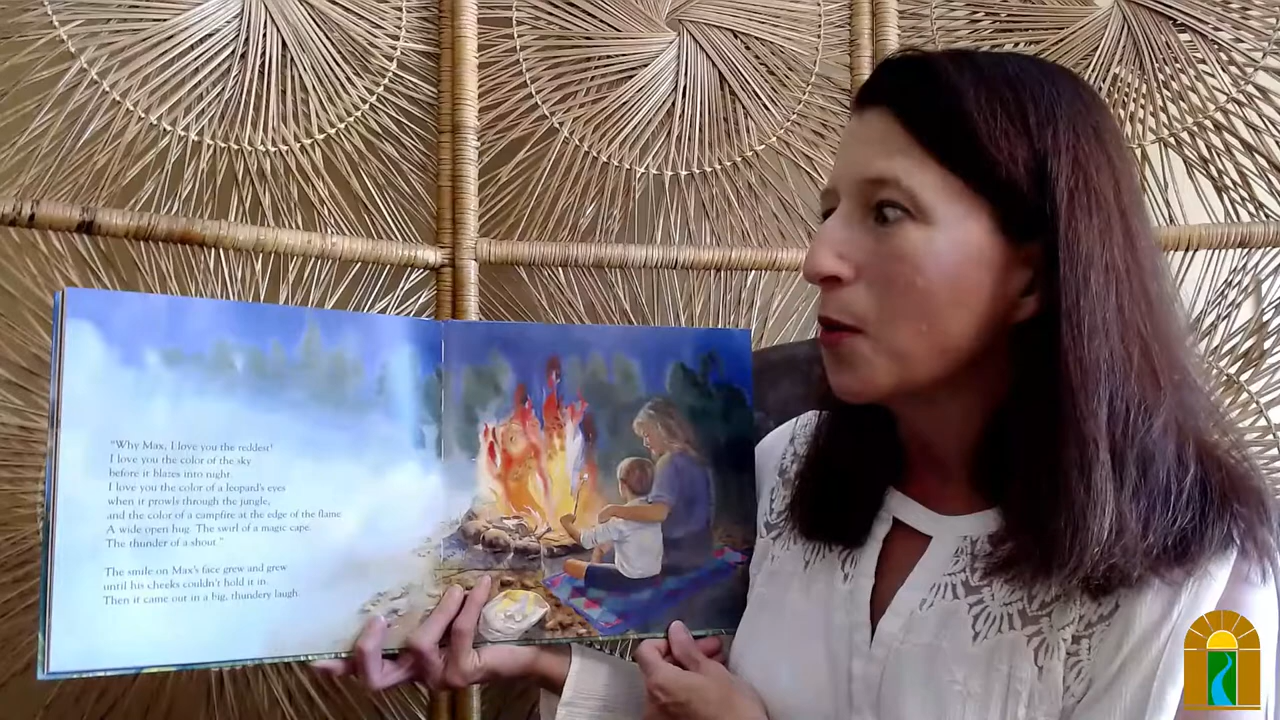 "Why Max, I love you the reddest!
I love you the color of the sky
before it blazes into night.
I love you the color of a leopard's eyes
when it prowls through the jungle,
and the color of a campfire at the edge of the flame.
A wide open hug. The swirl of a magic cape.
The thunder of a shout."
The smile on Max's face grew and grew
until his cheeks couldn't hold it in.
Then it came out in a big, thundery laugh.